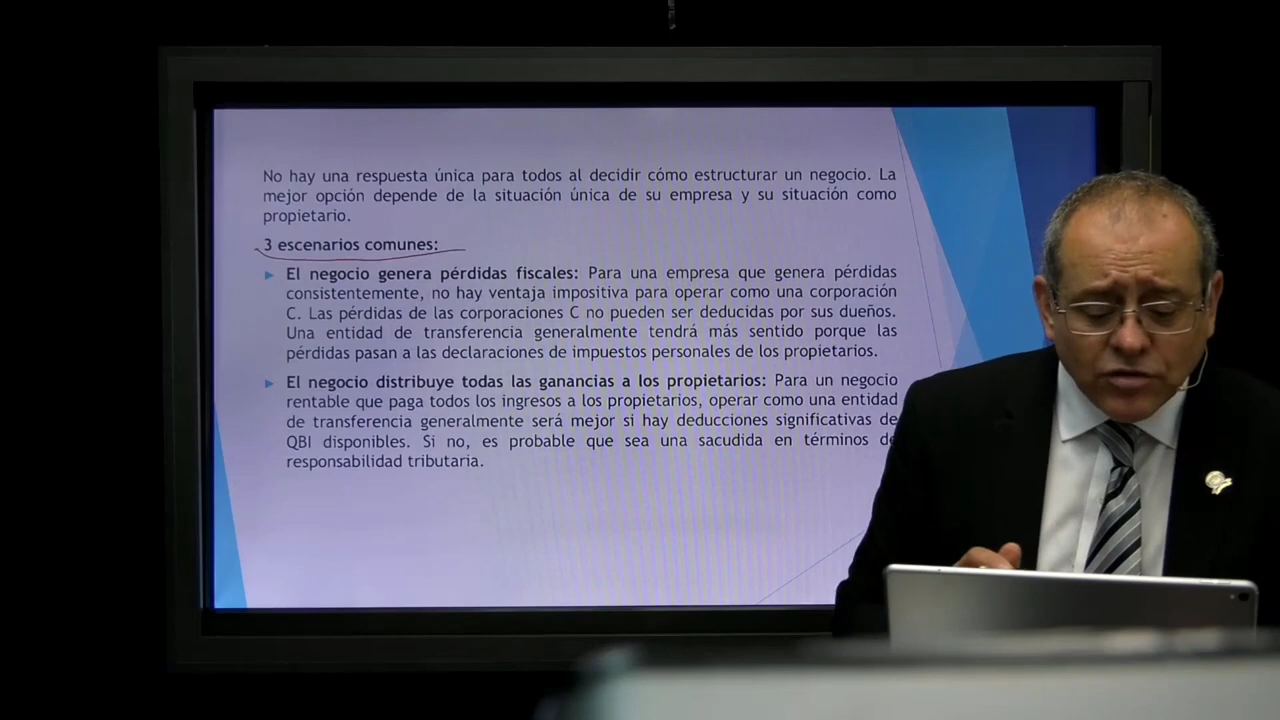 No hay una respuesta única para todos al decidir cómo estructurar un negocio. La
mejor opción depende de la situación única de su empresa y su situación como
propietario.
3 escenarios comunes:
El negocio genera pérdidas fiscales: Para una empresa que genera pérdidas
consistentemente, no hay ventaja impositiva para operar como una corporación
C. Las pérdidas de las corporaciones C no pueden ser deducidas por sus dueños.
Una entidad de transferencia generalmente tendrá más sentido porque las
pérdidas pasan a las declaraciones de impuestos personales de los propietarios.
El negocio distribuye todas las ganancias a los propietarios: Para un negocio
rentable que paga todos los ingresos a los propietarios, operar como una entidad
de transferencia generalmente será mejor si hay deducciones significativas de
QBI disponibles. Si no, es probable que sea una sacudida en términos de
responsabilidad tributaria.